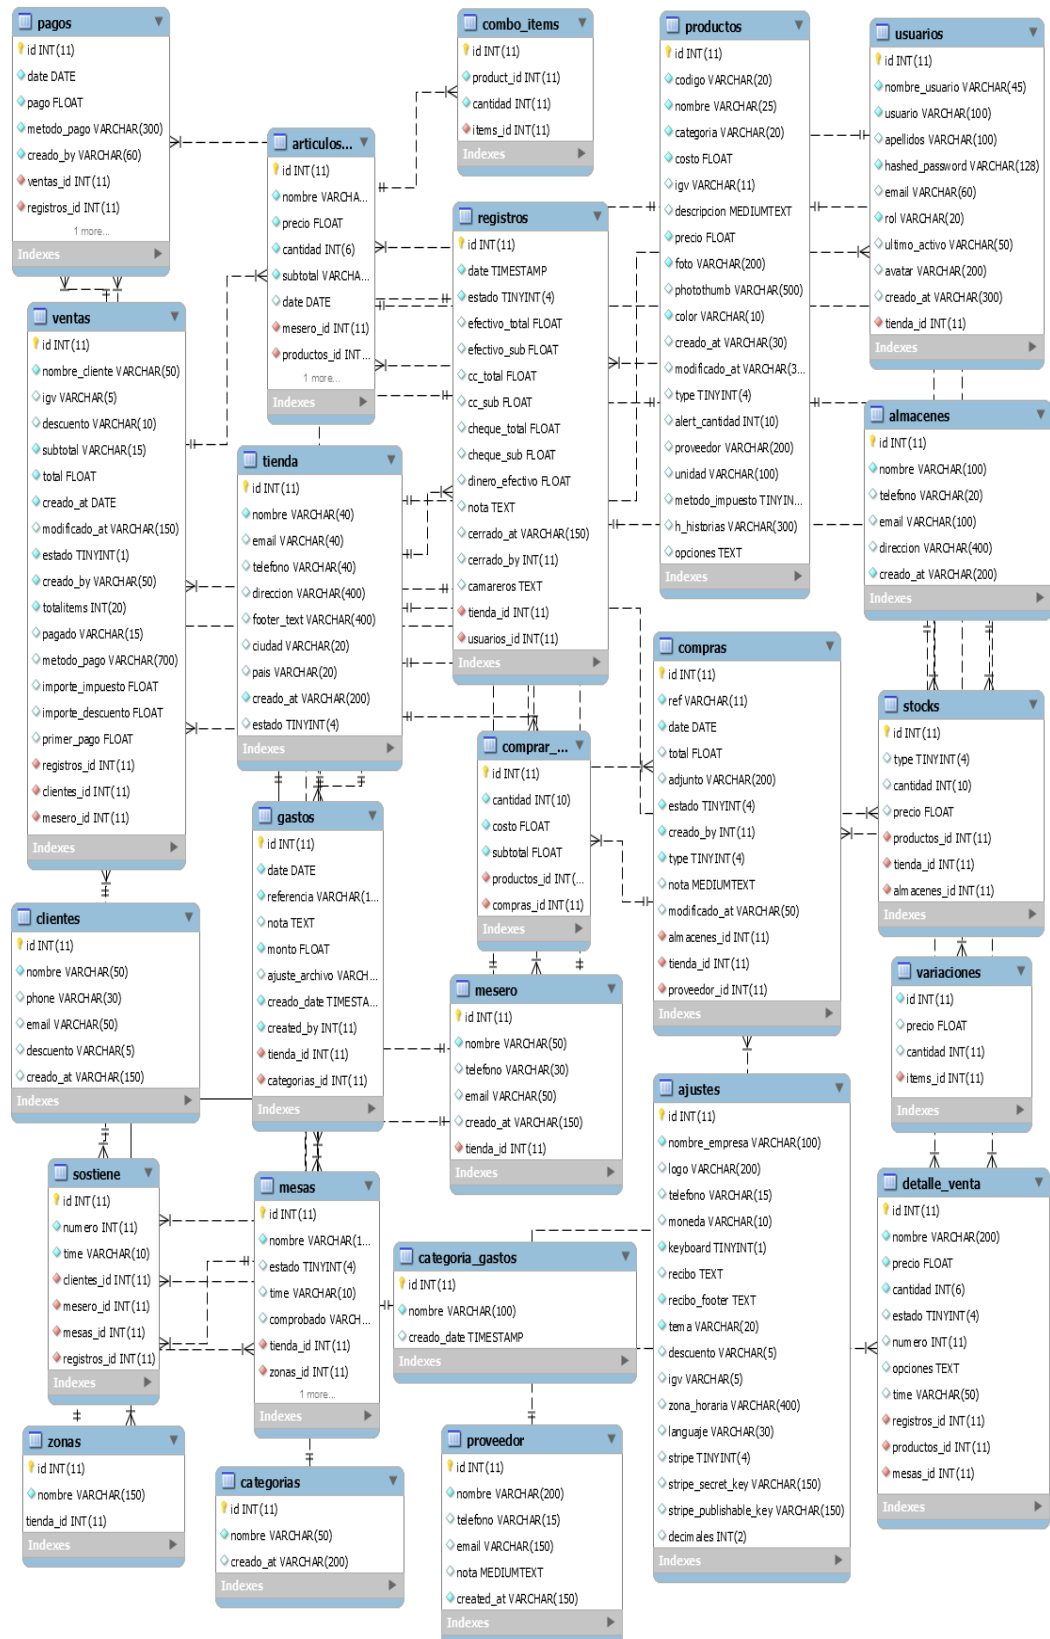 pagos
id INT(11)
date DATE
pago FLOAT
metodo_pago VARCHAR(300)
creado_by VARCHAR(60)
ventas_id INT(11)
registros_id INT(11)
1 more...
Indexes
combo_items
id INT(11)
product_id INT(11)
cantidad INT(11)
items_id INT(11)
Indexes
productos
id INT(11)
codigo VARCHAR(20)
nombre VARCHAR(25)
categoria VARCHAR(20)
costo FLOAT
igv VARCHAR(11)
descripcion MEDIUMTEXT
precio FLOAT
foto VARCHAR(200)
photothumb VARCHAR(500)
color VARCHAR(10)
creado_at VARCHAR(30)
modificado_at VARCHAR(3...
type TINYINT(4)
alert_cantidad INT(10)
proveedor VARCHAR(200)
unidad VARCHAR(100)
metodo_impuesto TINYIN...
h_historias VARCHAR(300)
opciones TEXT
Indexes
usuarios
id INT(11)
nombre_usuario VARCHAR(45)
usuario VARCHAR(100)
apellidos VARCHAR(100)
hashed_password VARCHAR(128)
email VARCHAR(60)
rol VARCHAR(20)
ultimo_activo VARCHAR(50)
avatar VARCHAR(200)
creado_at VARCHAR(300)
tienda_id INT(11)
Indexes
articulos...
id INT(11)
nombre VARCHA...
precio FLOAT
cantidad INT(6)
subtotal VARCHA...
date DATE
mesero_id INT(11)
productos_id INT...
1 more...
Indexes
registros
id INT(11)
date TIMESTAMP
estado TINYINT(4)
efectivo_total FLOAT
efectivo_sub FLOAT
cc_total FLOAT
cc_sub FLOAT
cheque_total FLOAT
cheque_sub FLOAT
dinero_efectivo FLOAT
nota TEXT
cerrado_at VARCHAR(150)
cerrado_by INT(11)
camareros TEXT
tienda_id INT(11)
usuarios_id INT(11)
Indexes
ventas
id INT(11)
nombre_cliente VARCHAR(50)
igv VARCHAR(5)
descuento VARCHAR(10)
subtotal VARCHAR(15)
total FLOAT
creado_at DATE
modificado_at VARCHAR(150)
estado TINYINT(1)
creado_by VARCHAR(50)
totalitems INT(20)
pagado VARCHAR(15)
metodo_pago VARCHAR(700)
importe_impuesto FLOAT
importe_descuento FLOAT
primer_pago FLOAT
registros_id INT(11)
clientes_id INT(11)
mesero_id INT(11)
Indexes
tienda
id INT(11)
nombre VARCHAR(40)
email VARCHAR(40)
telefono VARCHAR(40)
direccion VARCHAR(400)
footer_text VARCHAR(400)
ciudad VARCHAR(20)
pais VARCHAR(20)
creado_at VARCHAR(200)
estado TINYINT(4)
almacenes
id INT(11)
nombre VARCHAR(100)
telefono VARCHAR(20)
email VARCHAR(100)
direccion VARCHAR(400)
creado_at VARCHAR(200)
Indexes
compras
id INT(11)
ref VARCHAR(11)
date DATE
total FLOAT
adjunto VARCHAR(200)
estado TINYINT(4)
creado_by INT(11)
type TINYINT(4)
nota MEDIUMTEXT
modificado_at VARCHAR(50)
almacenes_id INT(11)
tienda_id INT(11)
proveedor_id INT(11)
Indexes
stocks
id INT(11)
type TINYINT(4)
cantidad INT(10)
precio FLOAT
productos_id INT(11)
tienda_id INT(11)
almacenes_id INT(11)
Indexes
comprar_...
id INT(11)
cantidad INT(10)
costo FLOAT
subtotal FLOAT
productos_id INT(...
compras_id INT(11)
Indexes
gastos
id INT(11)
date DATE
referencia VARCHAR(1...
nota TEXT
monto FLOAT
ajuste_archivo VARCH...
creado_date TIMESTA...
created_by INT(11)
tienda_id INT(11)
categorias_id INT(11)
Indexes
clientes
id INT(11)
nombre VARCHAR(50)
phone VARCHAR(30)
email VARCHAR(50)
descuento VARCHAR(5)
creado_at VARCHAR(150)
Indexes
mesero
id INT(11)
nombre VARCHAR(50)
telefono VARCHAR(30)
email VARCHAR(50)
creado_at VARCHAR(150)
tienda_id INT(11)
Indexes
variaciones
id INT(11)
precio FLOAT
cantidad INT(11)
items_id INT(11)
Indexes
ajustes
id INT(11)
nombre_empresa VARCHAR(100)
logo VARCHAR(200)
telefono VARCHAR(15)
moneda VARCHAR(10)
keyboard TINYINT(1)
recibo TEXT
recibo_footer TEXT
tema VARCHAR(20)
descuento VARCHAR(5)
igv VARCHAR(5)
zona_horaria VARCHAR(400)
languaje VARCHAR(30)
stripe TINYINT(4)
stripe_secret_key VARCHAR(150)
stripe_publishable_key VARCHAR(150)
decimales INT(2)
Indexes
sostiene
id INT(11)
numero INT(11)
time VARCHAR(10)
clientes_id INT(11)
mesero_id INT(11)
mesas_id INT(11)
registros_id INT(11)
Indexes
mesas
id INT(11)
nombre VARCHAR(1...
estado TINYINT(4)
time VARCHAR(10)
comprobado VARCH...
tienda_id INT(11)
zonas_id INT(11)
1 more...
Indexes
categoria_gastos
id INT(11)
nombre VARCHAR(100)
creado_date TIMESTAMP
Indexes
detalle_venta
id INT(11)
nombre VARCHAR(200)
precio FLOAT
cantidad INT(6)
estado TINYINT(4)
numero INT(11)
opciones TEXT
time VARCHAR(50)
registros_id INT(11)
productos_id INT(11)
mesas_id INT(11)
Indexes
zonas
id INT(11)
nombre VARCHAR(150)
tienda_id INT(11)
Indexes
categorias
id INT(11)
nombre VARCHAR(50)
creado_at VARCHAR(200)
Indexes
proveedor
id INT(11)
nombre VARCHAR(200)
telefono VARCHAR(15)
email VARCHAR(150)
nota MEDIUMTEXT
created_at VARCHAR(150)
Indexes